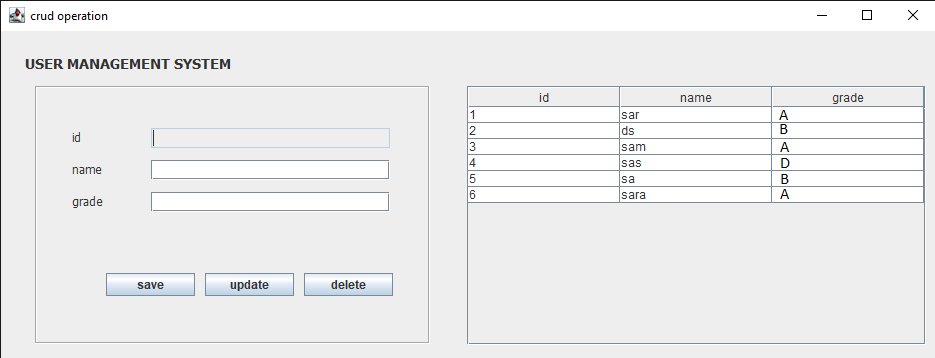 crud operation
USER MANAGEMENT SYSTEM
id
name
grade
save update delete
id name grade
1 sar A
2 ds B
3 sam A
4 sas D
5 sa B
6 sara A